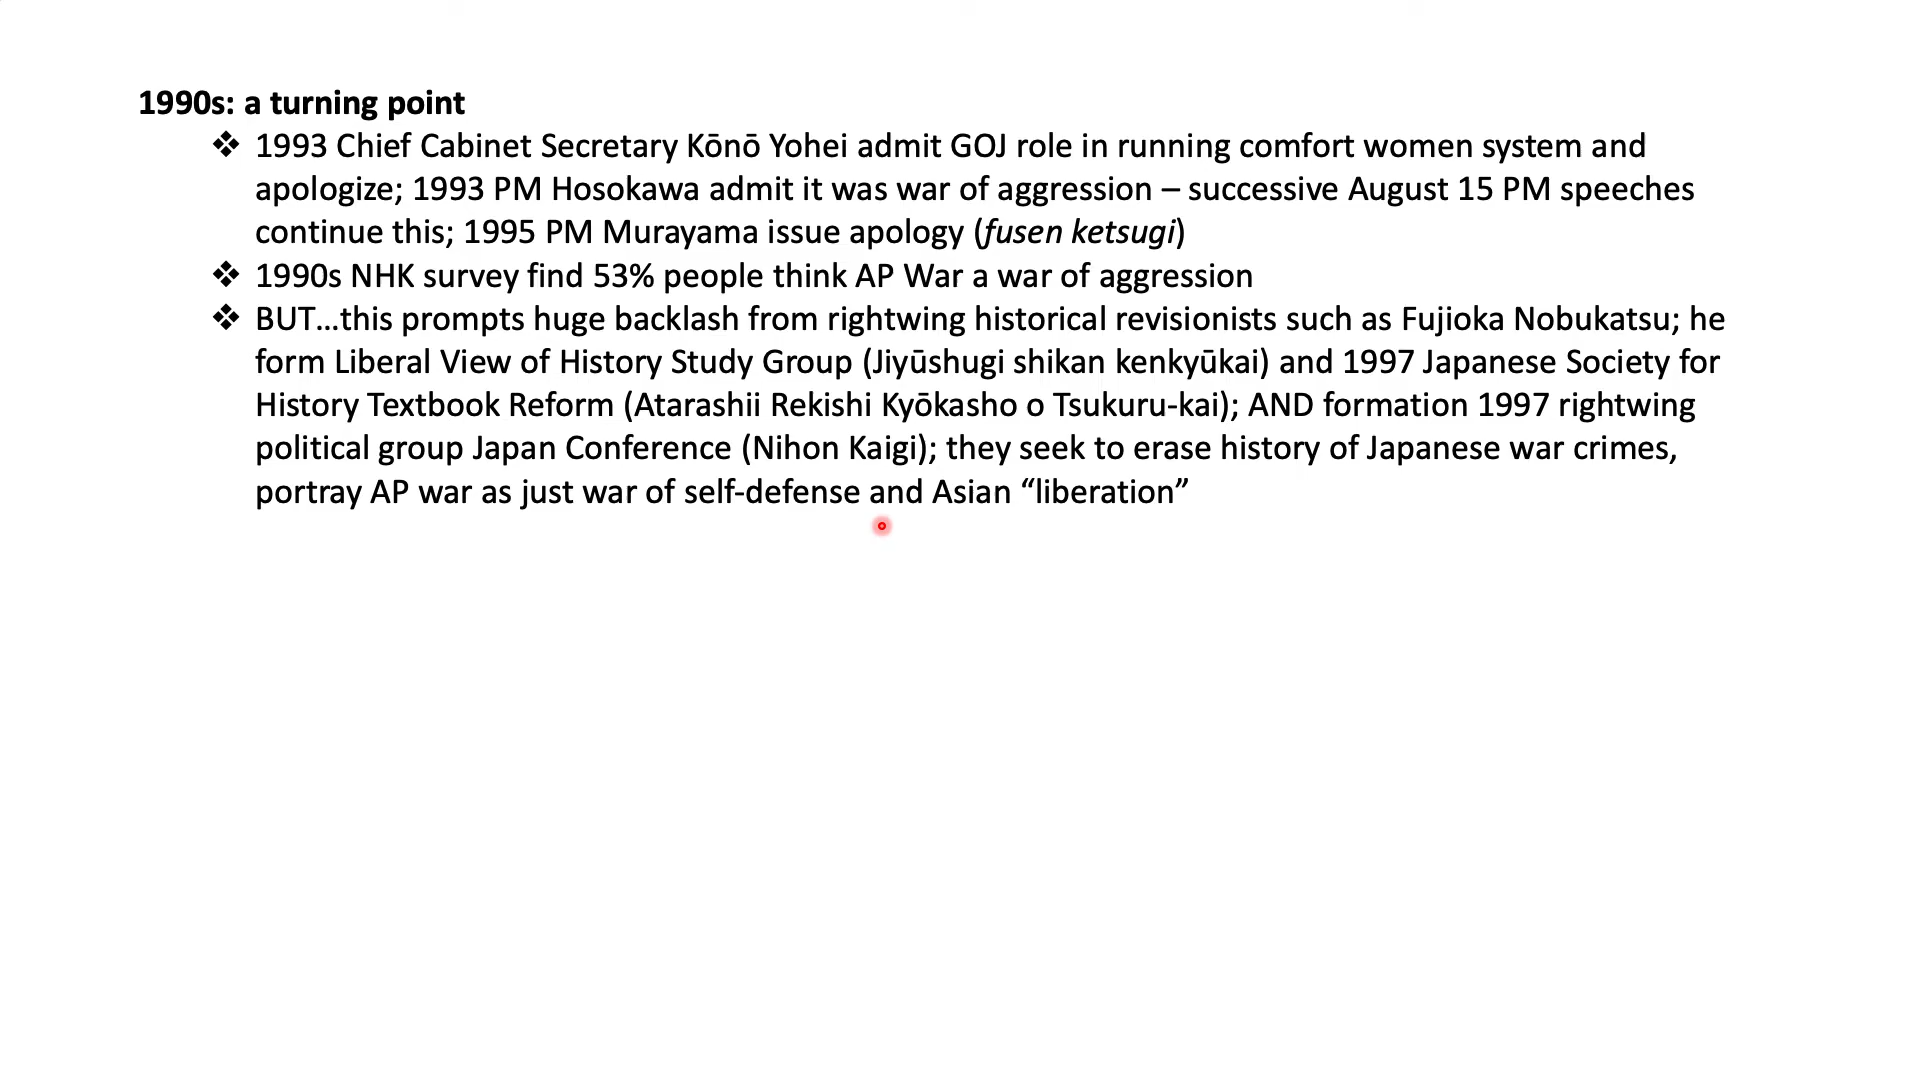 1990s: a turning point
❖ 1993 Chief Cabinet Secretary Kōnō Yohei admit GOJ role in running comfort women system and
apologize; 1993 PM Hosokawa admit it was war of aggression – successive August 15 PM speeches
continue this; 1995 PM Murayama issue apology (fusen ketsugi)
❖ 1990s NHK survey find 53% people think AP War a war of aggression
❖ BUT…this prompts huge backlash from rightwing historical revisionists such as Fujioka Nobukatsu; he
form Liberal View of History Study Group (Jiyūshugi shikan kenkyūkai) and 1997 Japanese Society for
History Textbook Reform (Atarashii Rekishi Kyōkasho o Tsukuru-kai); AND formation 1997 rightwing
political group Japan Conference (Nihon Kaigi); they seek to erase history of Japanese war crimes,
portray AP war as just war of self-defense and Asian “liberation”